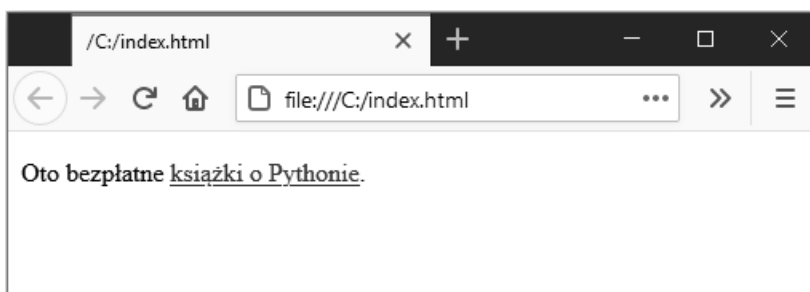 /C:/index.html
file:///C:/index.html
Oto bezpłatne książki o Pythonie.